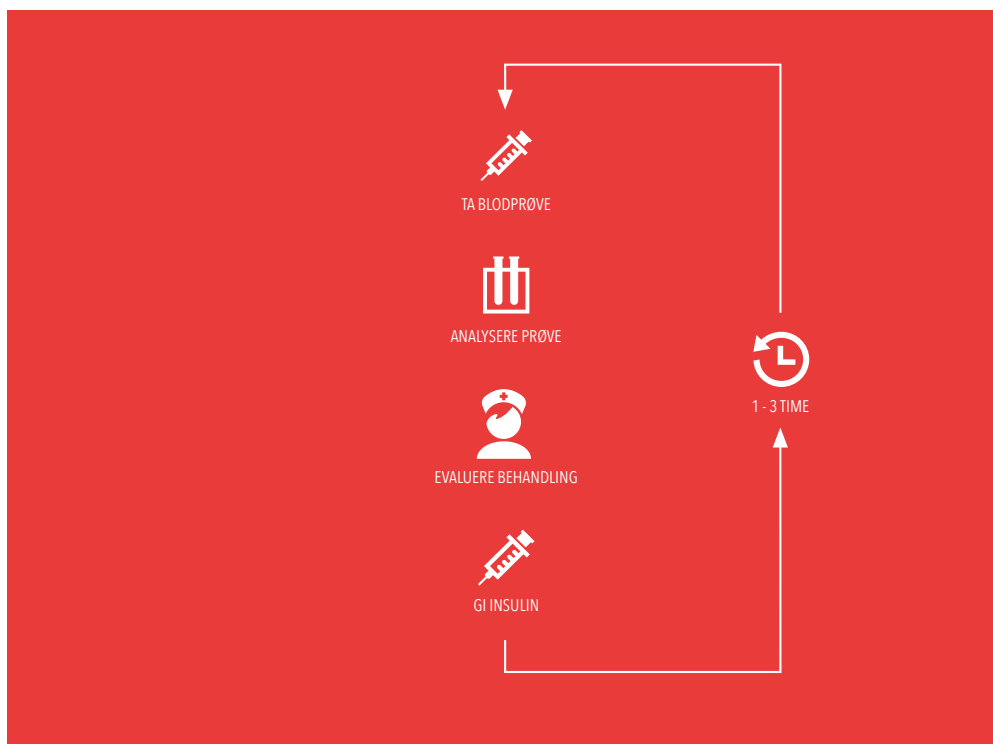 TA BLODPRØVE
ANALYSERE PRØVE
1 - 3 TIME
EVALUERE BEHANDLING
GI INSULIN